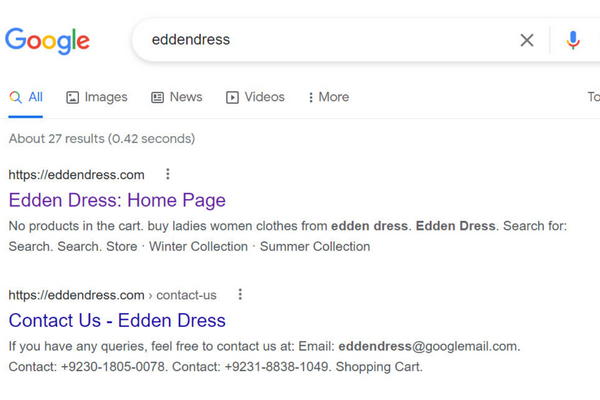 Google
eddendress
All Images News Videos More To
About 27 results (0.42 seconds)
https://eddendress.com
Edden Dress: Home Page
No products in the cart. buy ladies women clothes from edden dress. Edden Dress. Search for:
Search. Search. Store · Winter Collection · Summer Collection
https://eddendress.com › contact-us
Contact Us - Edden Dress
If you have any queries, feel free to contact us at: Email: eddendress@googlemail.com.
Contact: +9230-1805-0078. Contact: +9231-8838-1049. Shopping Cart.